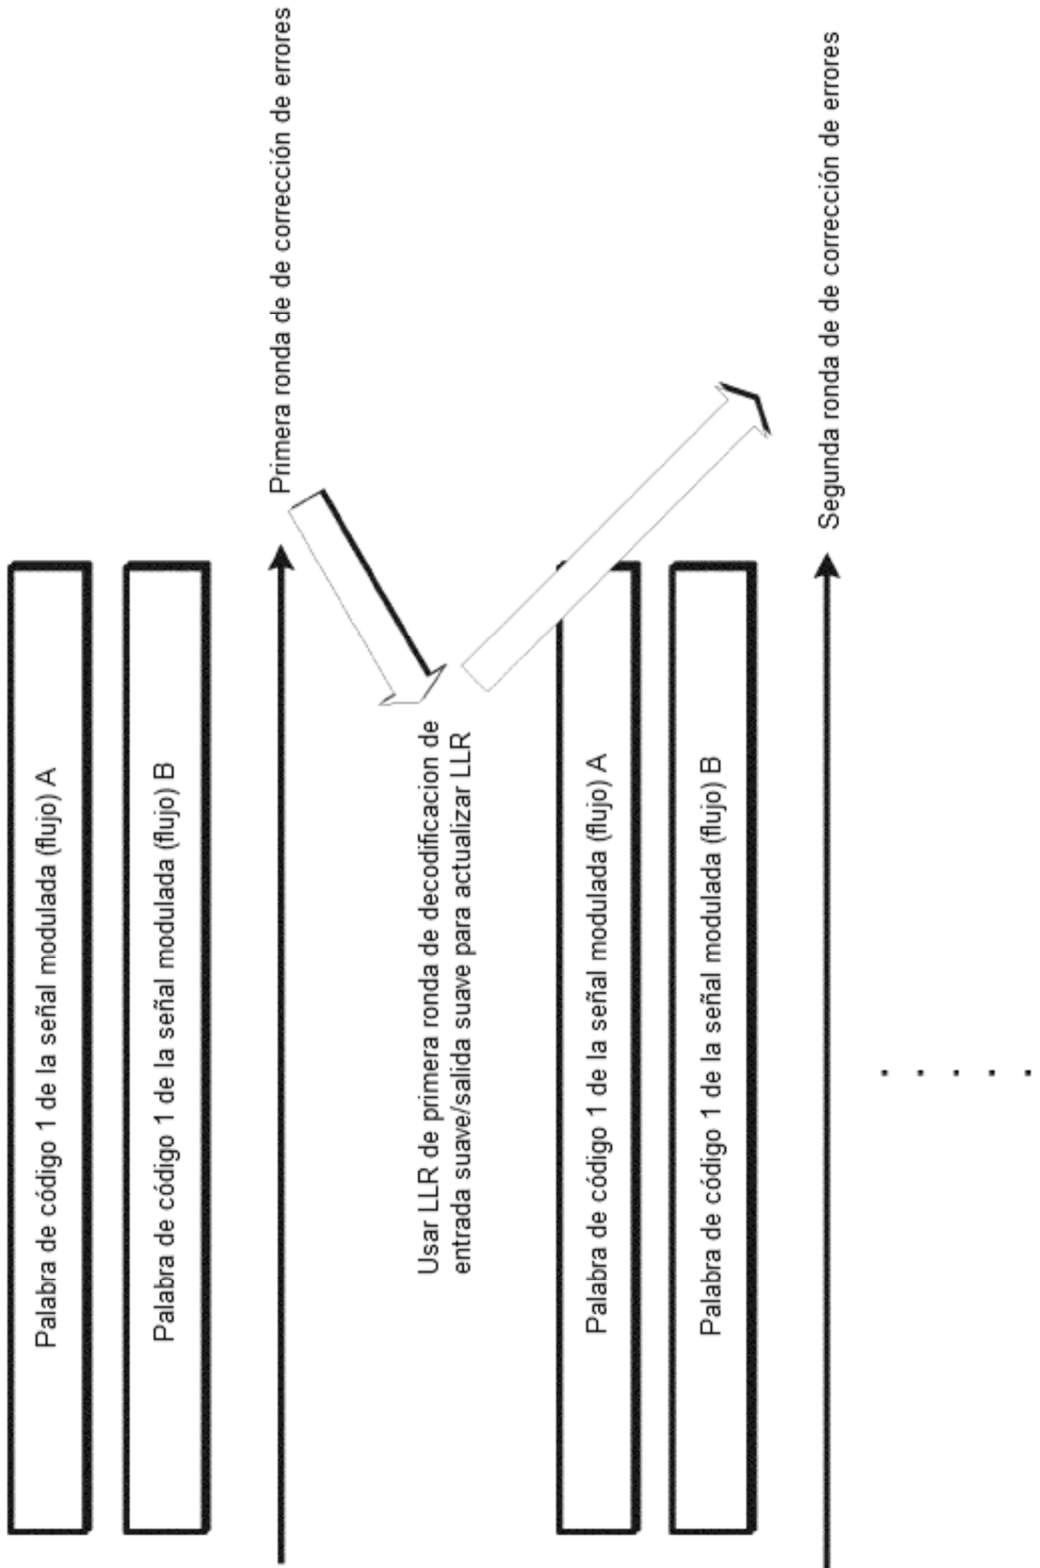 Palabra de código 1 de la señal modulada (flujo) A
Palabra de código 1 de la señal modulada (flujo) B
Primera ronda de de corrección de errores
Usar LLR de primera ronda de decodificacion de
entrada suave/salida suave para actualizar LLR
Palabra de código 1 de la señal modulada (flujo) A
Palabra de código 1 de la señal modulada (flujo) B
Segunda ronda de de corrección de errores
. . . . .